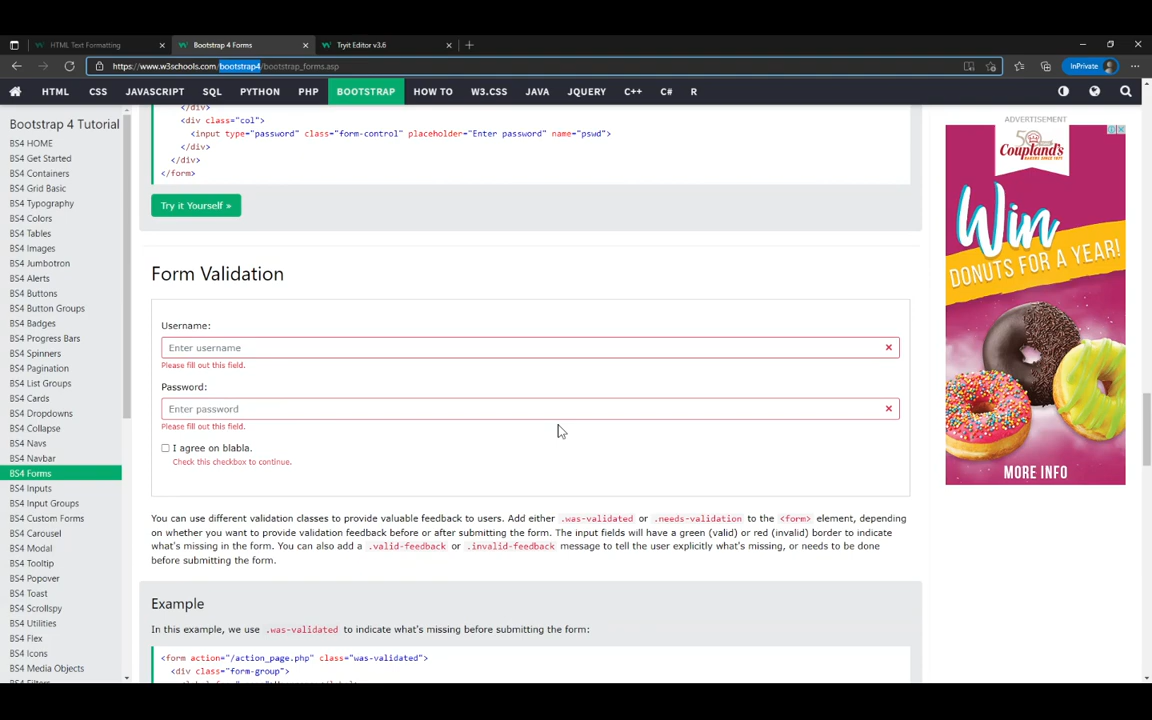 HTML Text Formatting
Bootstrap 4 Forms
Tryit Editor v3.6
https://www.w3schools.com/bootstrap4/bootstrap_forms.asp
InPrivate
HTML CSS JAVASCRIPT SQL PYTHON PHP BOOTSTRAP HOW TO W3.CSS JAVA JQUERY C++ C# R
Bootstrap 4 Tutorial
BS4 HOME
BS4 Get Started
BS4 Containers
BS4 Grid Basic
BS4 Typography
BS4 Colors
BS4 Tables
BS4 Images
BS4 Jumbotron
BS4 Alerts
BS4 Buttons
BS4 Button Groups
BS4 Badges
BS4 Progress Bars
BS4 Spinners
BS4 Pagination
BS4 List Groups
BS4 Cards
BS4 Dropdowns
BS4 Collapse
BS4 Navs
BS4 Navbar
BS4 Forms
BS4 Inputs
BS4 Input Groups
BS4 Custom Forms
BS4 Carousel
BS4 Modal
BS4 Tooltip
BS4 Popover
BS4 Toast
BS4 Scrollspy
BS4 Utilities
BS4 Flex
BS4 Icons
BS4 Media Objects
BS4 Filters
</div>
<div class="col">
<input type="password" class="form-control" placeholder="Enter password" name="pswd">
</div>
</div>
</form>
Try it Yourself »
Form Validation
Username:
Enter username
Please fill out this field.
Password:
Enter password
Please fill out this field.
I agree on blabla.
Check this checkbox to continue.
You can use different validation classes to provide valuable feedback to users. Add either .was-validated or .needs-validation to the <form> element, depending
on whether you want to provide validation feedback before or after submitting the form. The input fields will have a green (valid) or red (invalid) border to indicate
what's missing in the form. You can also add a .valid-feedback or .invalid-feedback message to tell the user explicitly what's missing, or needs to be done
before submitting the form.
Example
In this example, we use .was-validated to indicate what's missing before submitting the form:
<form action="/action_page.php" class="was-validated">
<div class="form-group">
ADVERTISEMENT
50
Coupland's
Win
DONUTS FOR A YEAR!
MORE INFO